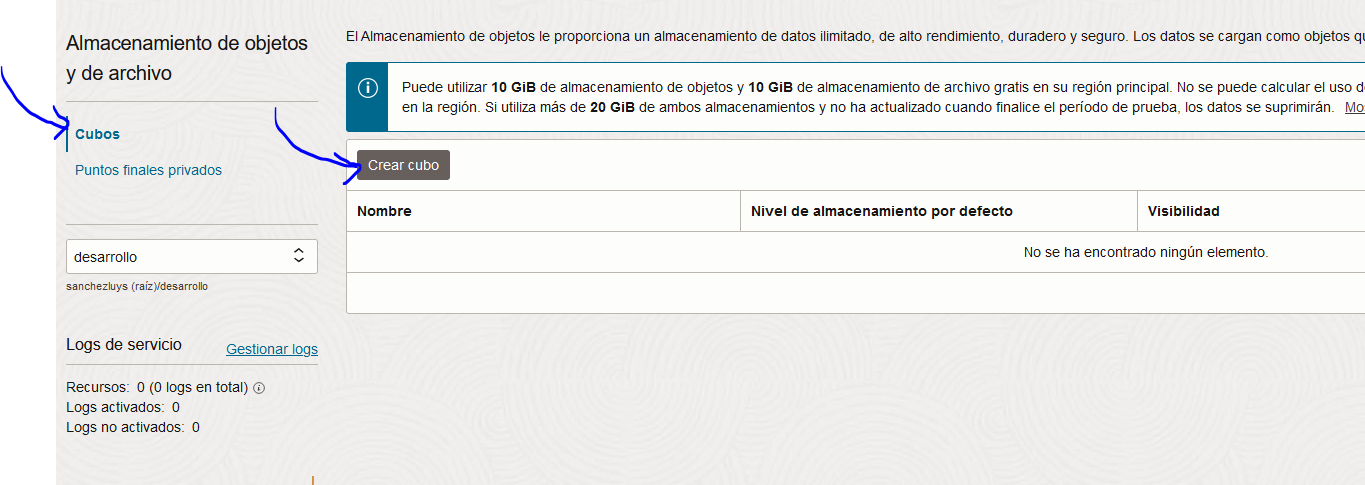 Almacenamiento de objetos
y de archivo
Cubos
Puntos finales privados
desarrollo
sanchezluys (raíz)/desarrollo
Logs de servicio
Gestionar logs
Recursos: 0 (0 logs en total)
Logs activados: 0
Logs no activados: 0
El Almacenamiento de objetos le proporciona un almacenamiento de datos ilimitado, de alto rendimiento, duradero y seguro. Los datos se cargan como objetos
Puede utilizar 10 GiB de almacenamiento de objetos y 10 GiB de almacenamiento de archivo gratis en su región principal. No se puede calcular el uso
en la región. Si utiliza más de 20 GiB de ambos almacenamientos y no ha actualizado cuando finalice el período de prueba, los datos se suprimirán.
Crear cubo
Nombre Nivel de almacenamiento por defecto Visibilidad
No se ha encontrado ningún elemento.